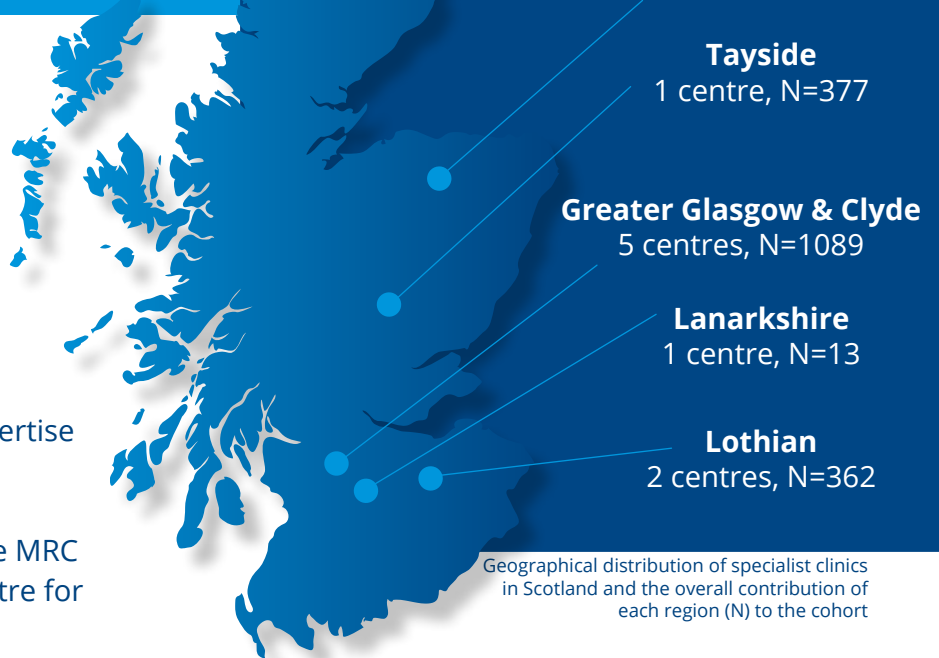 Tayside
1 centre, N=377
Greater Glasgow & Clyde
5 centres, N=1089
Lanarkshire
1 centre, N=13
Lothian
2 centres, N=362
ertise
e MRC
tre for
Geographical distribution of specialist clinics
in Scotland and the overall contribution of
each region (N) to the cohort